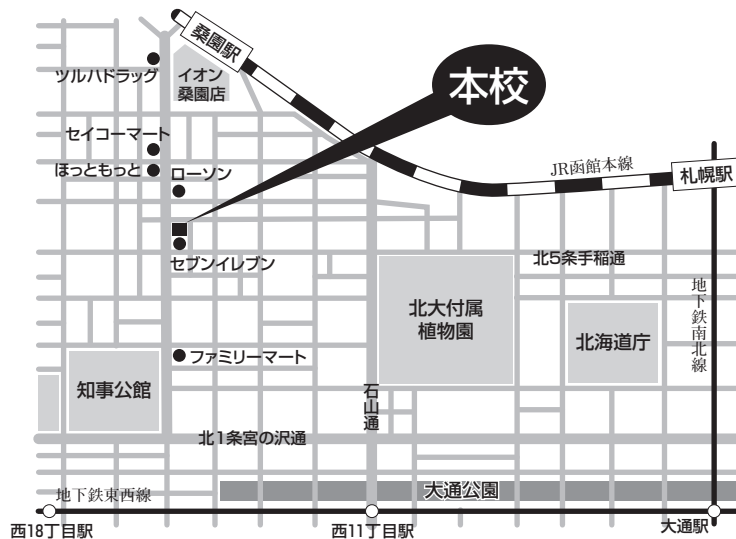 桑園駅
ツルハドラッグ
イオン
桑園店
本校
セイコーマート
ほっともっと
ローソン
JR函館本線
札幌駅
セブンイレブン
北5条手稲通
地下鉄南北線
北大付属
植物園
北海道庁
ファミリーマート
知事公館
石山通
北1条宮の沢通
大通公園
地下鉄東西線
西18丁目駅
西11丁目駅
大通駅